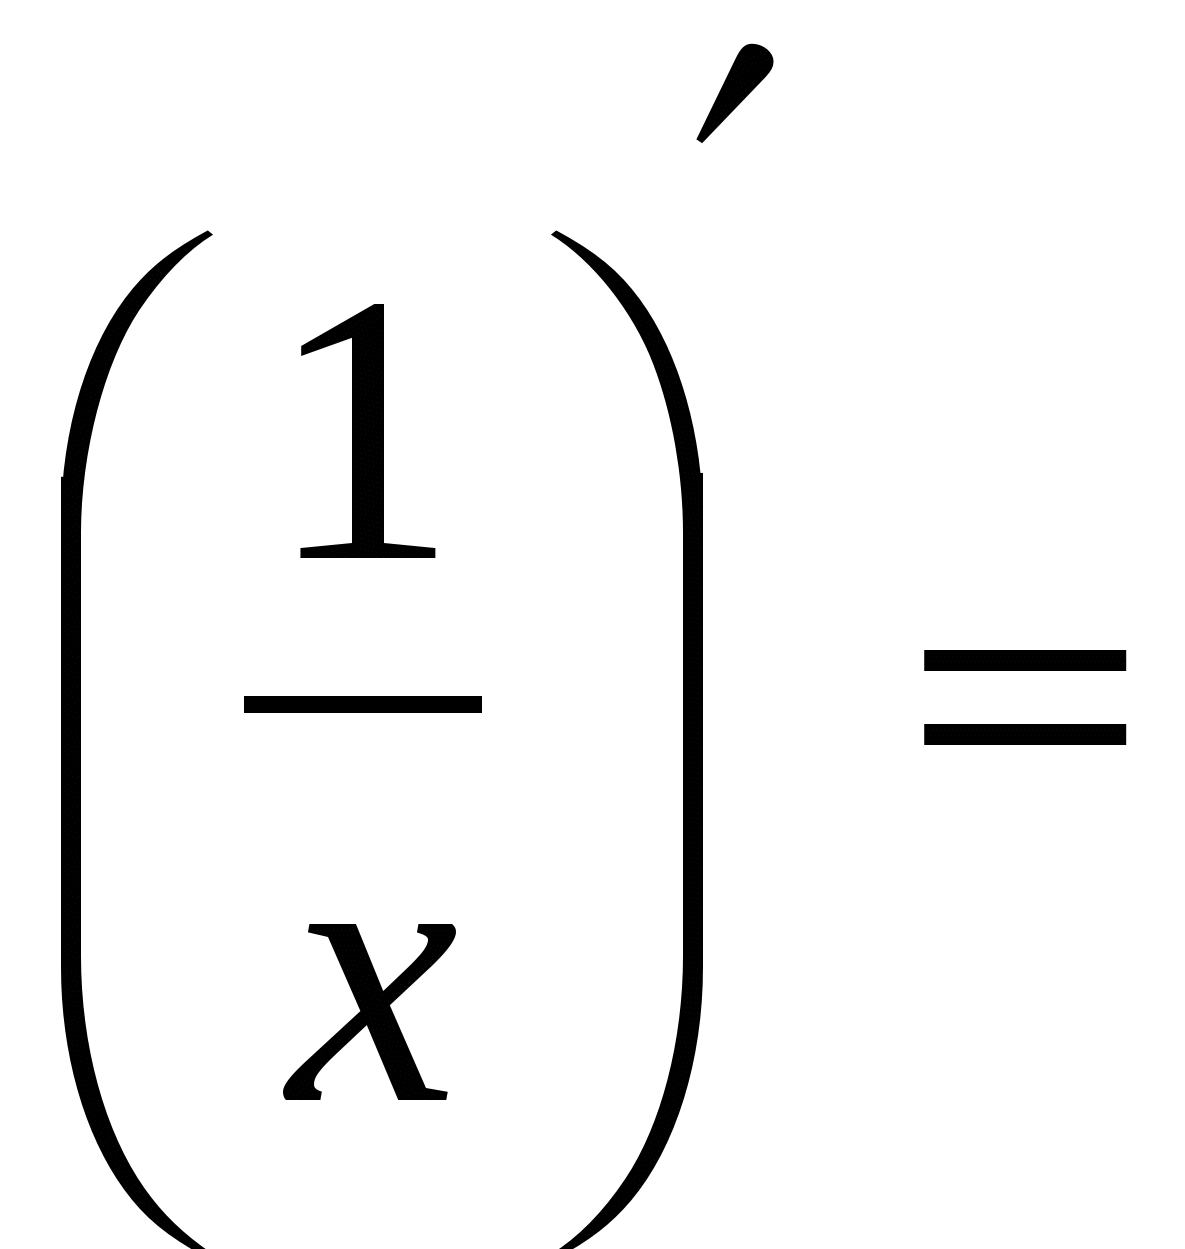 (1/x)′ =